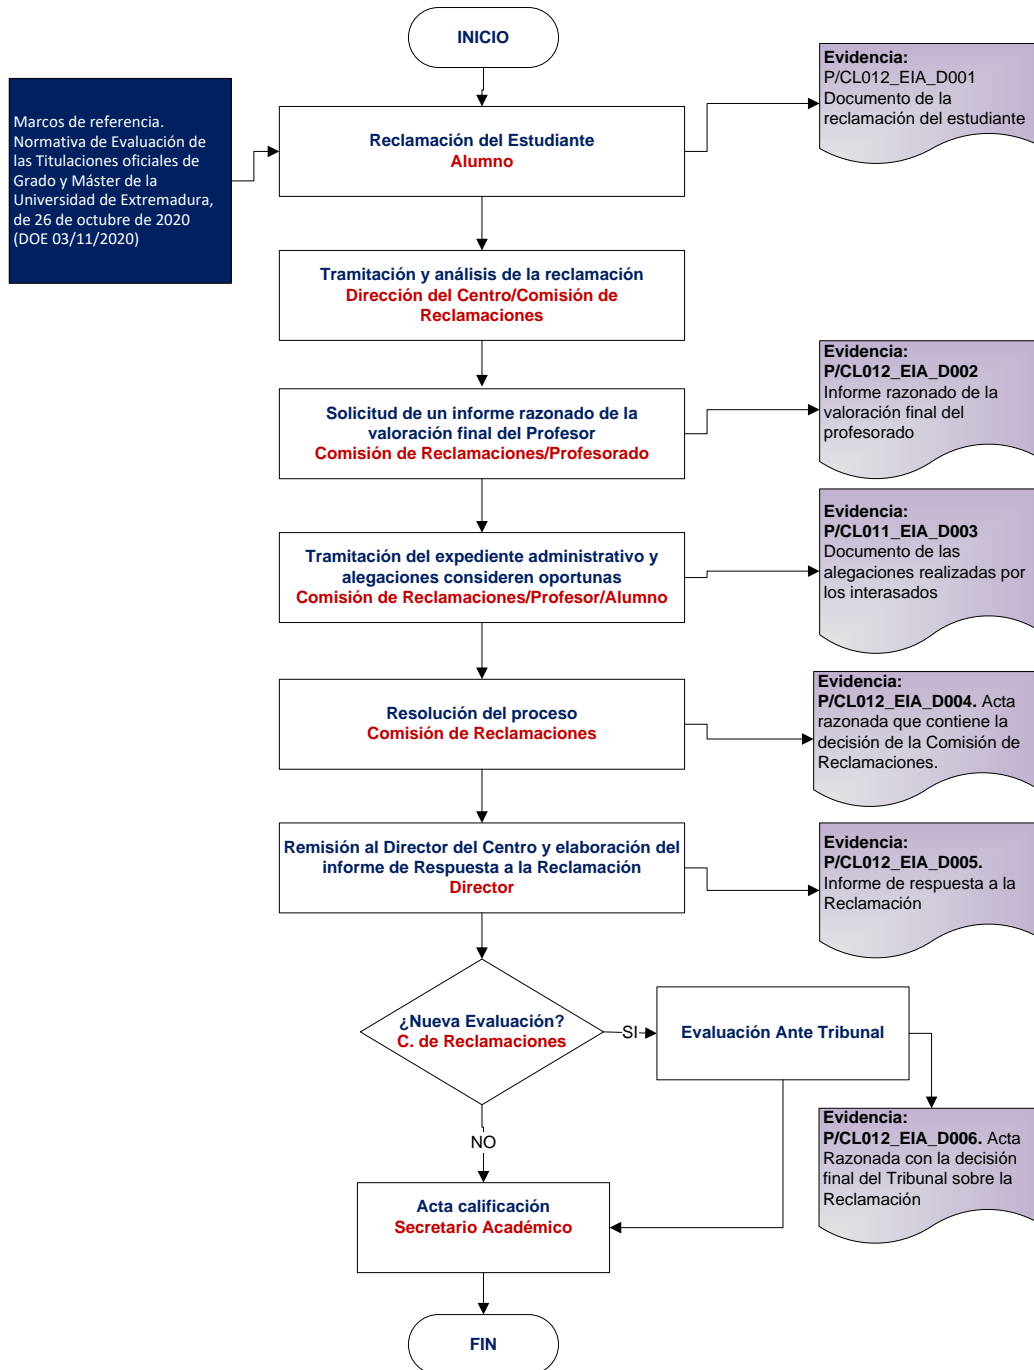 INICIO
Evidencia:
P/CL012_EIA_D001
Documento de la
reclamación del estudiante
Marcos de referencia.
Normativa de Evaluación de
las Titulaciones oficiales de
Grado y Máster de la
Universidad de Extremadura,
de 26 de octubre de 2020
(DOE 03/11/2020)
Reclamación del Estudiante
Alumno
Tramitación y análisis de la reclamación
Dirección del Centro/Comisión de
Reclamaciones
Solicitud de un informe razonado de la
valoración final del Profesor
Comisión de Reclamaciones/Profesorado
Evidencia:
P/CL012_EIA_D002
Informe razonado de la
valoración final del
profesorado
Tramitación del expediente administrativo y
alegaciones consideren oportunas
Comisión de Reclamaciones/Profesor/Alumno
Evidencia:
P/CL011_EIA_D003
Documento de las
alegaciones realizadas por
los interasados
Resolución del proceso
Comisión de Reclamaciones
Evidencia:
P/CL012_EIA_D004. Acta
razonada que contiene la
decisión de la Comisión de
Reclamaciones.
Remisión al Director del Centro y elaboración del
informe de Respuesta a la Reclamación
Director
Evidencia:
P/CL012_EIA_D005.
Informe de respuesta a la
Reclamación
¿Nueva Evaluación?
C. de Reclamaciones
SI
Evaluación Ante Tribunal
NO
Evidencia:
P/CL012_EIA_D006. Acta
Razonada con la decisión
final del Tribunal sobre la
Reclamación
Acta calificación
Secretario Académico
FIN